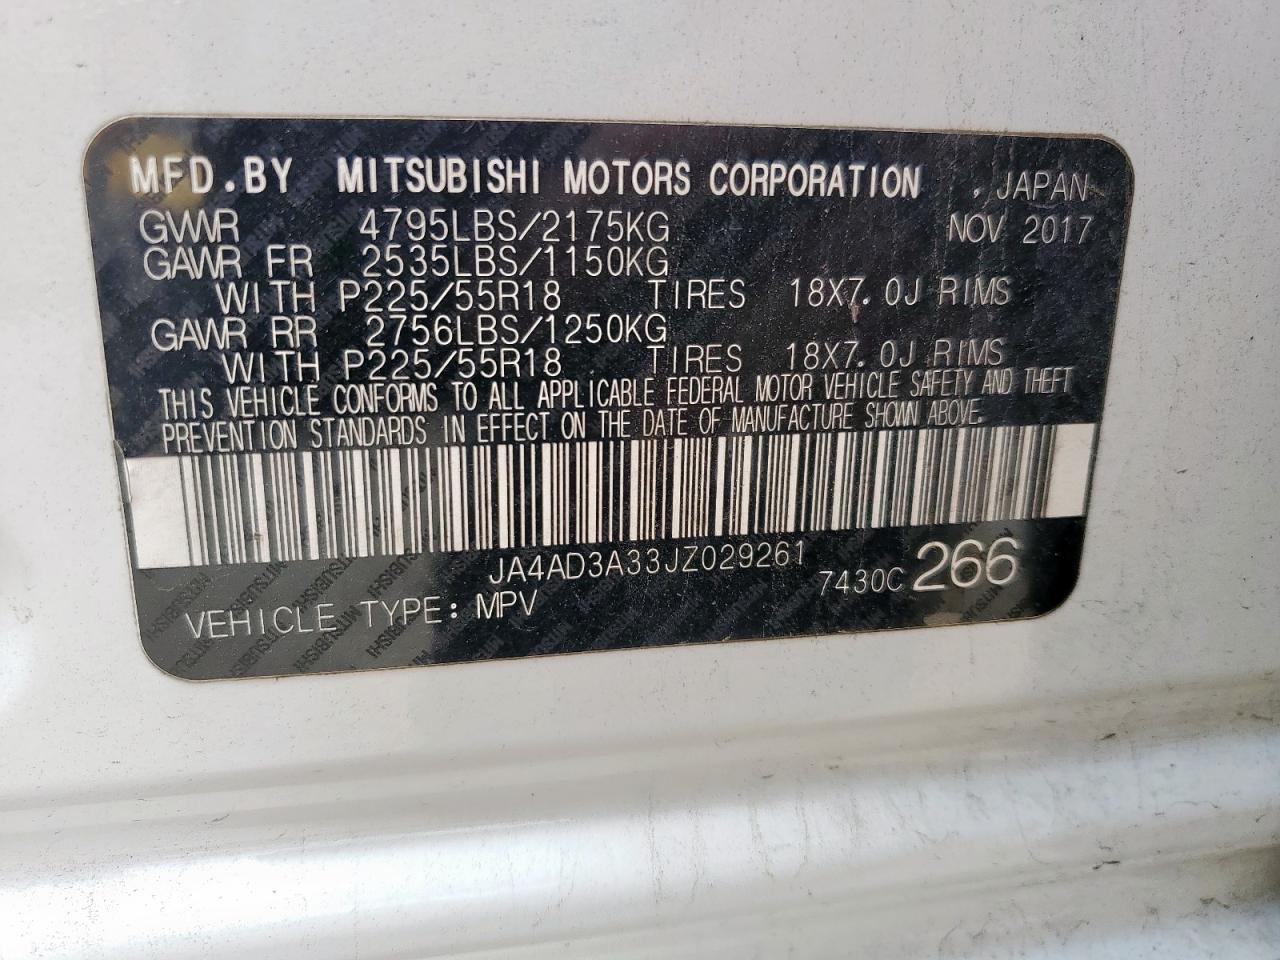 MFD.BY MITSUBISHI MOTORS CORPORATION , JAPAN
GVWR 4795LBS/2175KG NOV 2017
GAWR FR 2535LBS/1150KG
WITH P225/55R18 TIRES 18X7.0J RIMS
GAWR RR 2756LBS/1250KG
WITH P225/55R18 TIRES 18X7.0J RIMS
THIS VEHICLE CONFORMS TO ALL APPLICABLE FEDERAL MOTOR VEHICLE SAFETY AND THEFT
PREVENTION STANDARDS IN EFFECT ON THE DATE OF MANUFACTURE SHOWN ABOVE.
JA4AD3A33JZ029261 7430C 266
VEHICLE TYPE: MPV